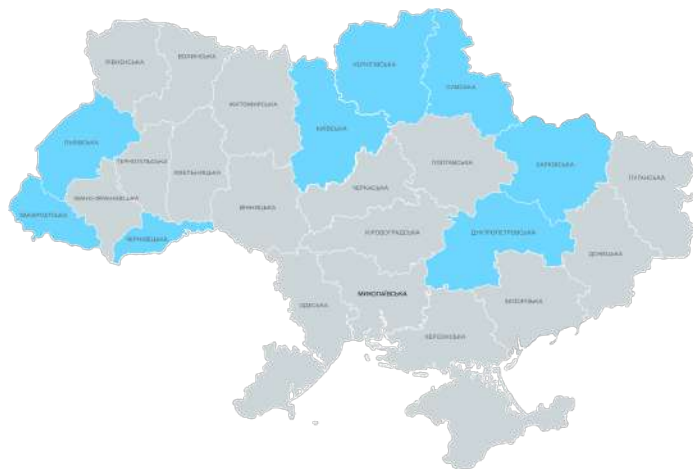 РІВНЕНСЬКА
ВОЛИНСЬКА
ЖИТОМИРСЬКА
КИЇВСЬКА
ЧЕРНІГІВСЬКА
СУМСЬКА
ЛЬВІВСЬКА
ТЕРНОПІЛЬСЬКА
ХМЕЛЬНИЦЬКА
ВІННИЦЬКА
ЧЕРКАСЬКА
ПОЛТАВСЬКА
ХАРКІВСЬКА
ЛУГАНСЬКА
ЗАКАРПАТСЬКА
ІВАНО-ФРАНКІВСЬКА
ЧЕРНІВЕЦЬКА
КІРОВОГРАДСЬКА
ДНІПРОПЕТРОВСЬКА
ДОНЕЦЬКА
ОДЕСЬКА
МИКОЛАЇВСЬКА
ЗАПОРІЗЬКА
ХЕРСОНСЬКА